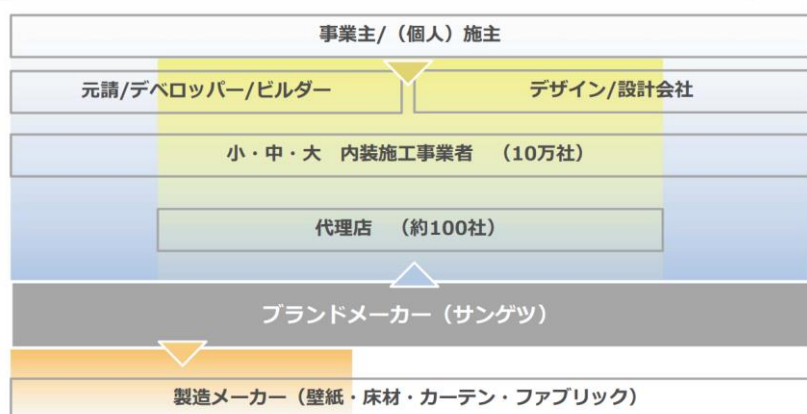 事業主/（個人）施主
元請/デベロッパー/ビルダー
デザイン/設計会社
小・中・大　内装施工事業者　（10万社）
代理店　（約100社）
ブランドメーカー（サンゲツ）
製造メーカー（壁紙・床材・カーテン・ファブリック）